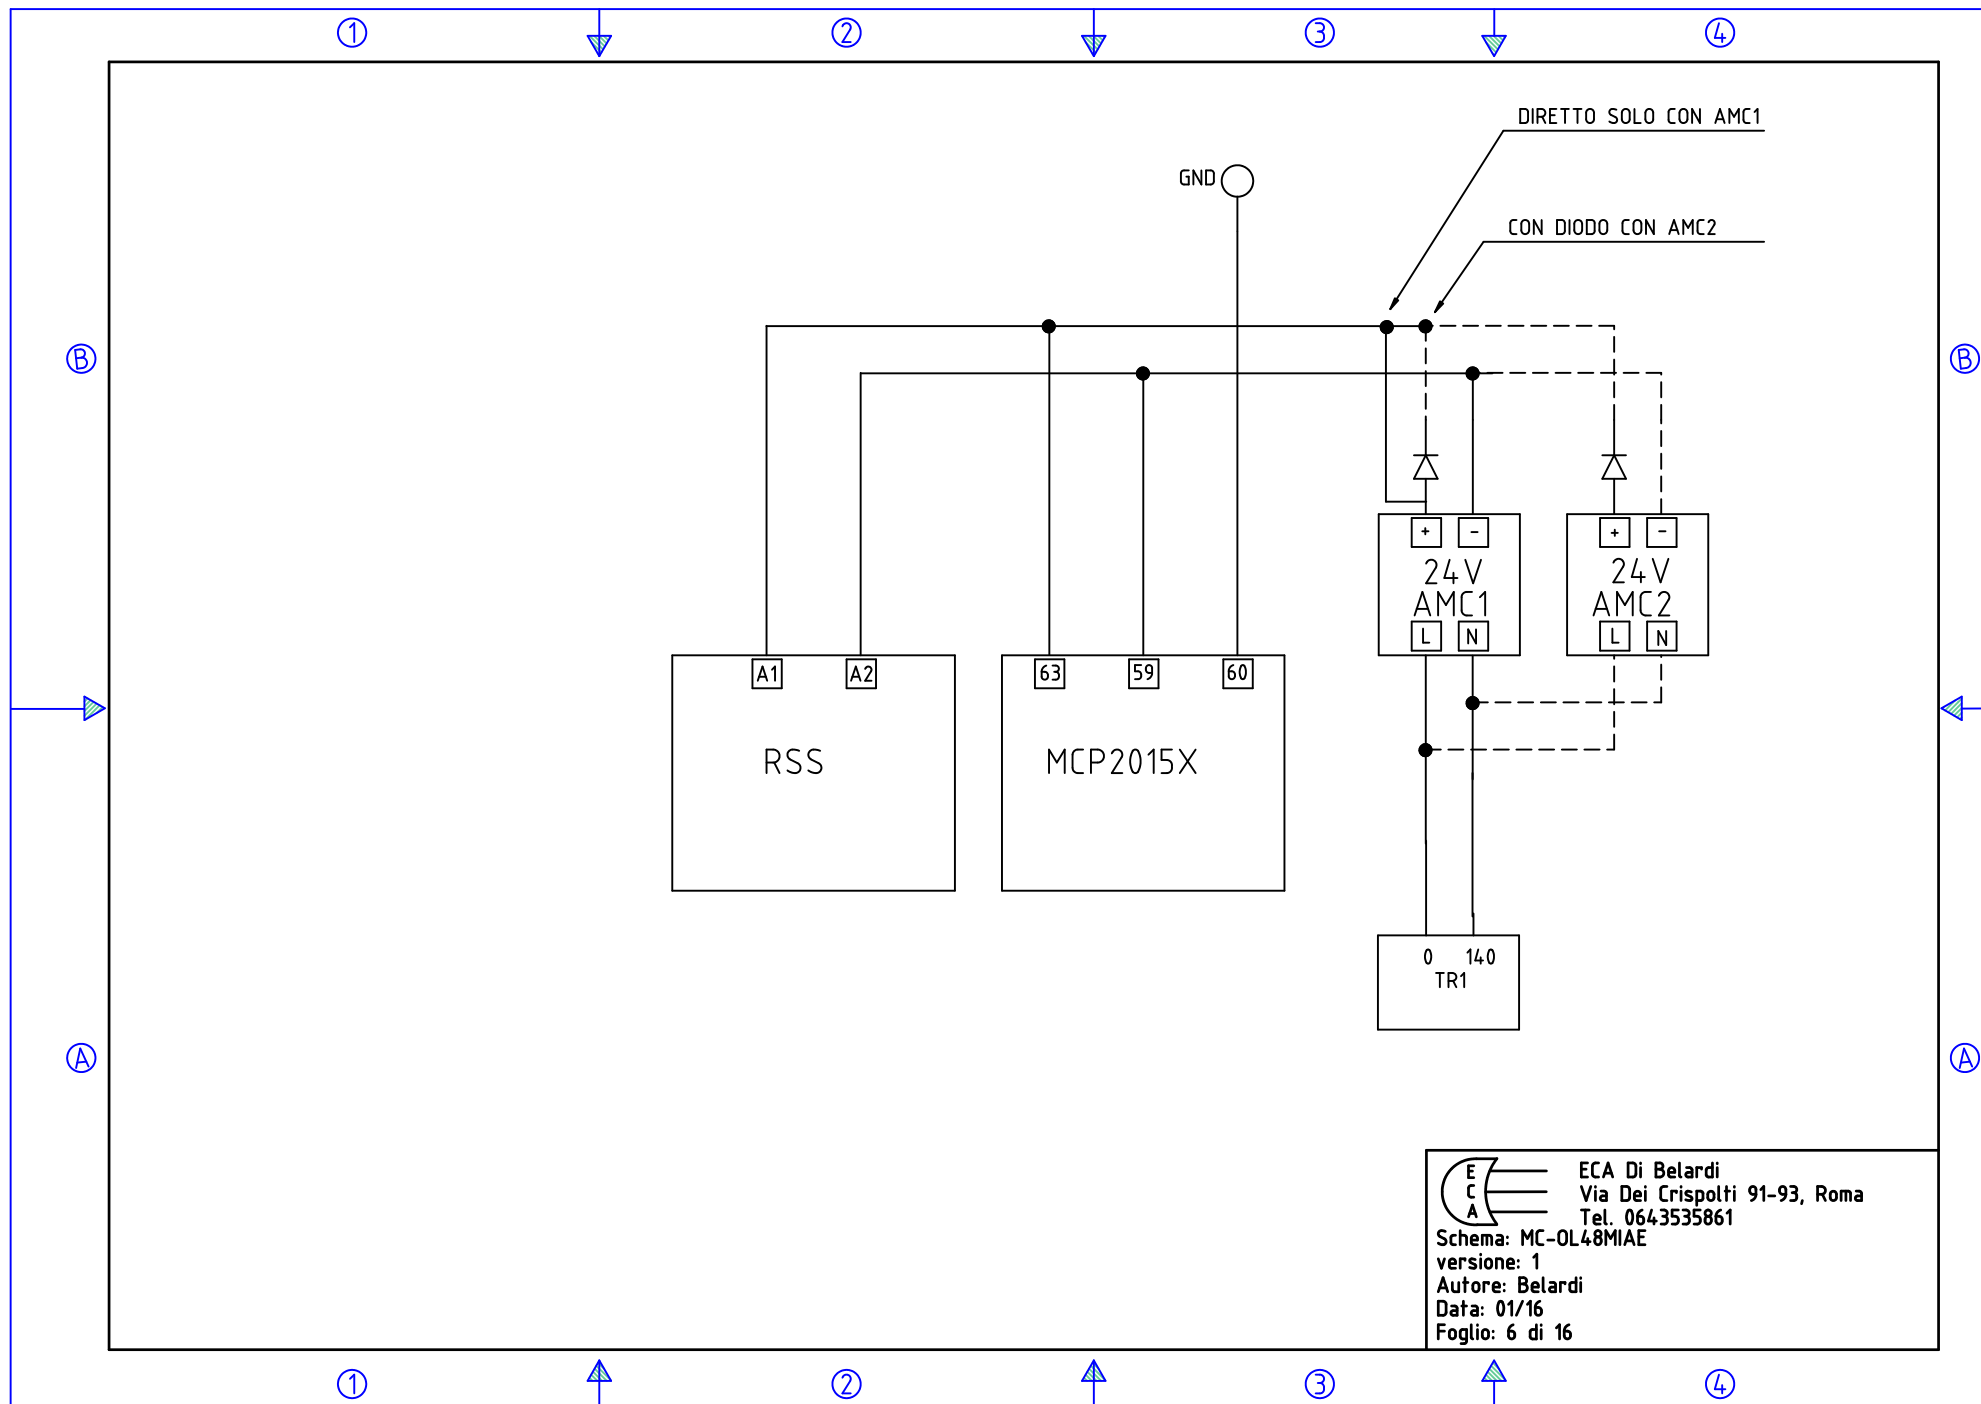 1 2 3 4
DIRETTO SOLO CON AMC1
GND
CON DIODO CON AMC2
B B
+ - + -
24V 24V
AMC1 AMC2
L N L N
A1 A2 63 59 60
RSS MCP2015X
0 140
TR1
A A
E
C
A
ECA Di Belardi
Via Dei Crispolti 91-93, Roma
Tel. 0643535861
Schema: MC-OL48MIAE
versione: 1
Autore: Belardi
Data: 01/16
Foglio: 6 di 16
1 2 3 4